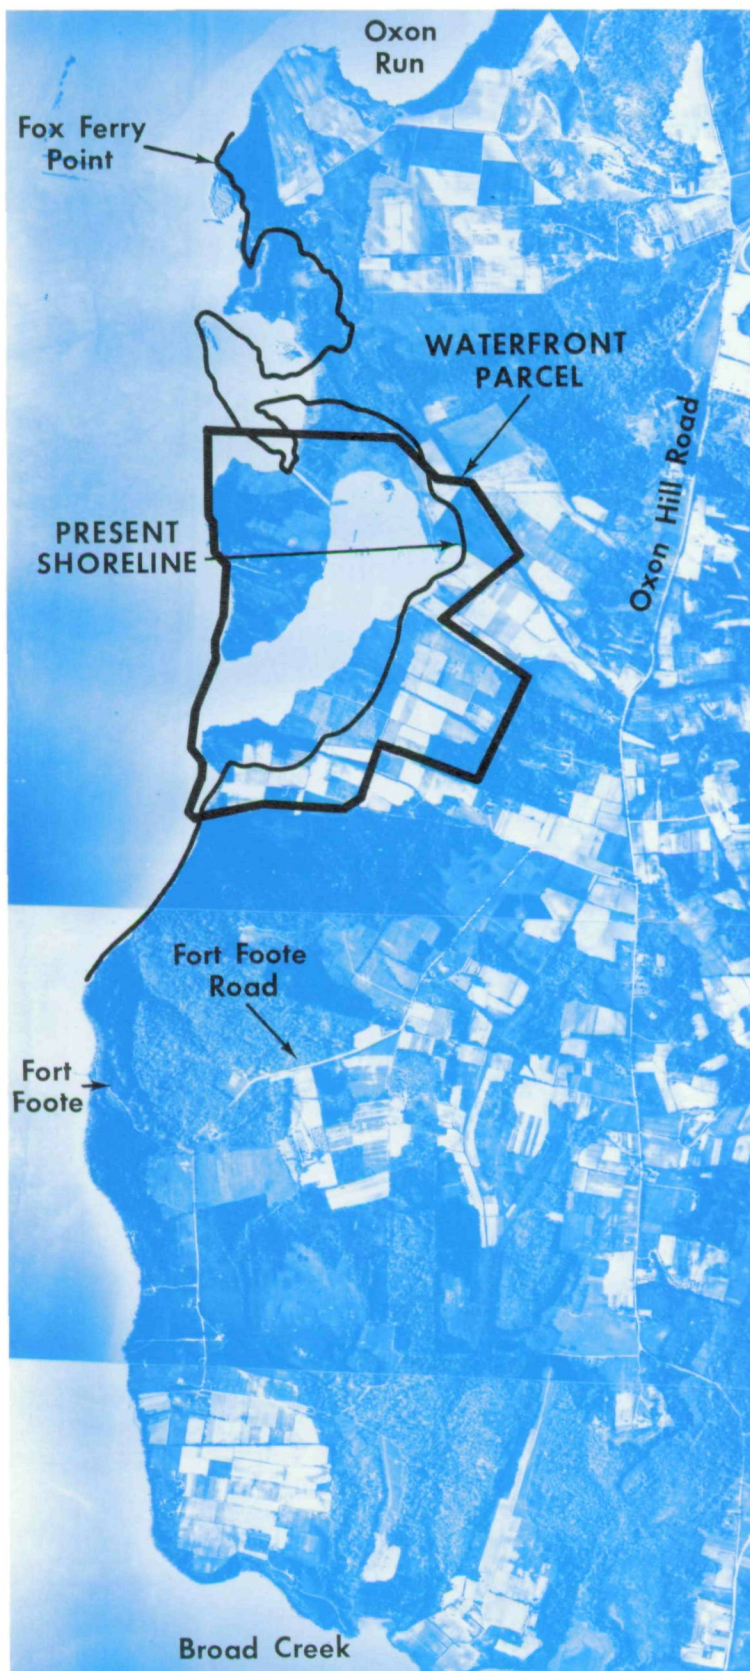 Oxon
Run
Fox Ferry
Point
WATERFRONT
PARCEL
Oxon Hill Road
PRESENT
SHORELINE
Fort Foote
Road
Fort
Foote
Broad Creek